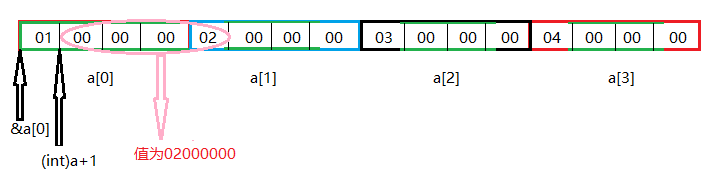 01 00 00 00 02 00 00 00 03 00 00 00 04 00 00 00
a[0] a[1] a[2] a[3]
&a[0]
(int)a+1
值为02000000